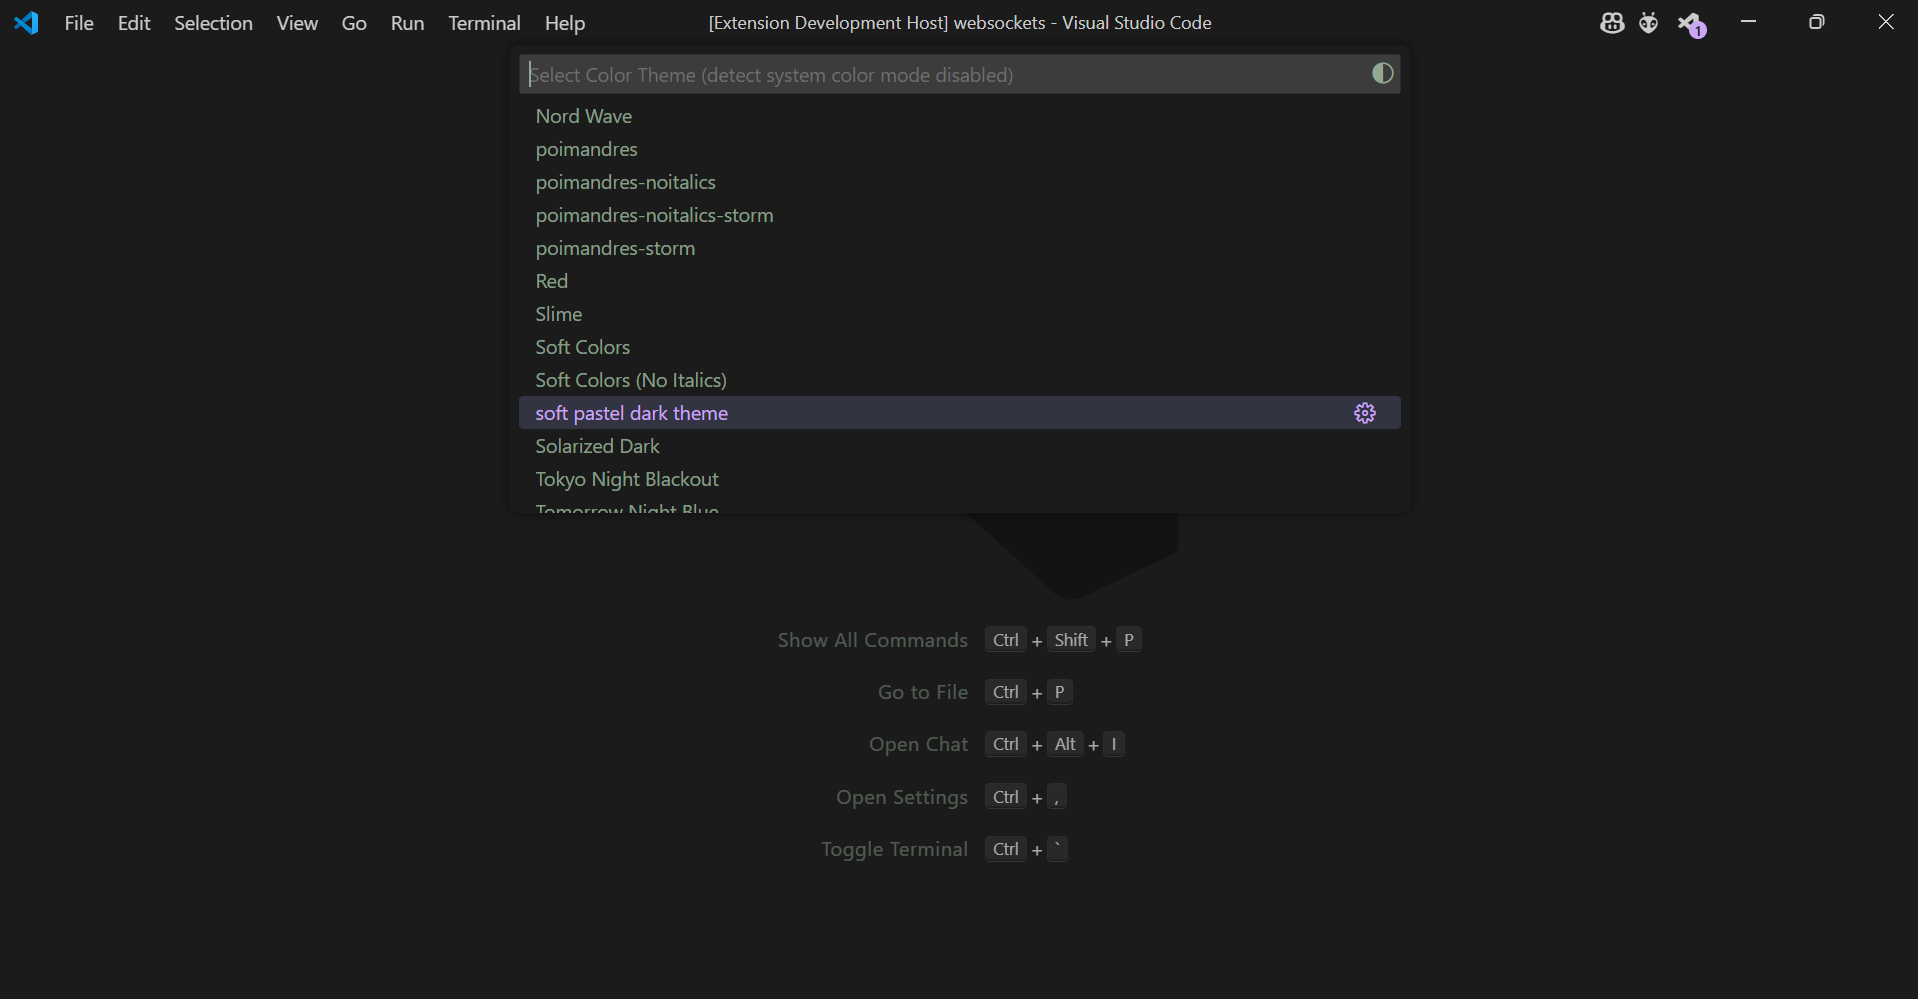 File Edit Selection View Go Run Terminal Help [Extension Development Host] websockets - Visual Studio Code 1
Select Color Theme (detect system color mode disabled)
Nord Wave
poimandres
poimandres-noitalics
poimandres-noitalics-storm
poimandres-storm
Red
Slime
Soft Colors
Soft Colors (No Italics)
soft pastel dark theme
Solarized Dark
Tokyo Night Blackout
Tomorrow Night Blue
Show All Commands Ctrl + Shift + P
Go to File Ctrl + P
Open Chat Ctrl + Alt + I
Open Settings Ctrl + ,
Toggle Terminal Ctrl + `